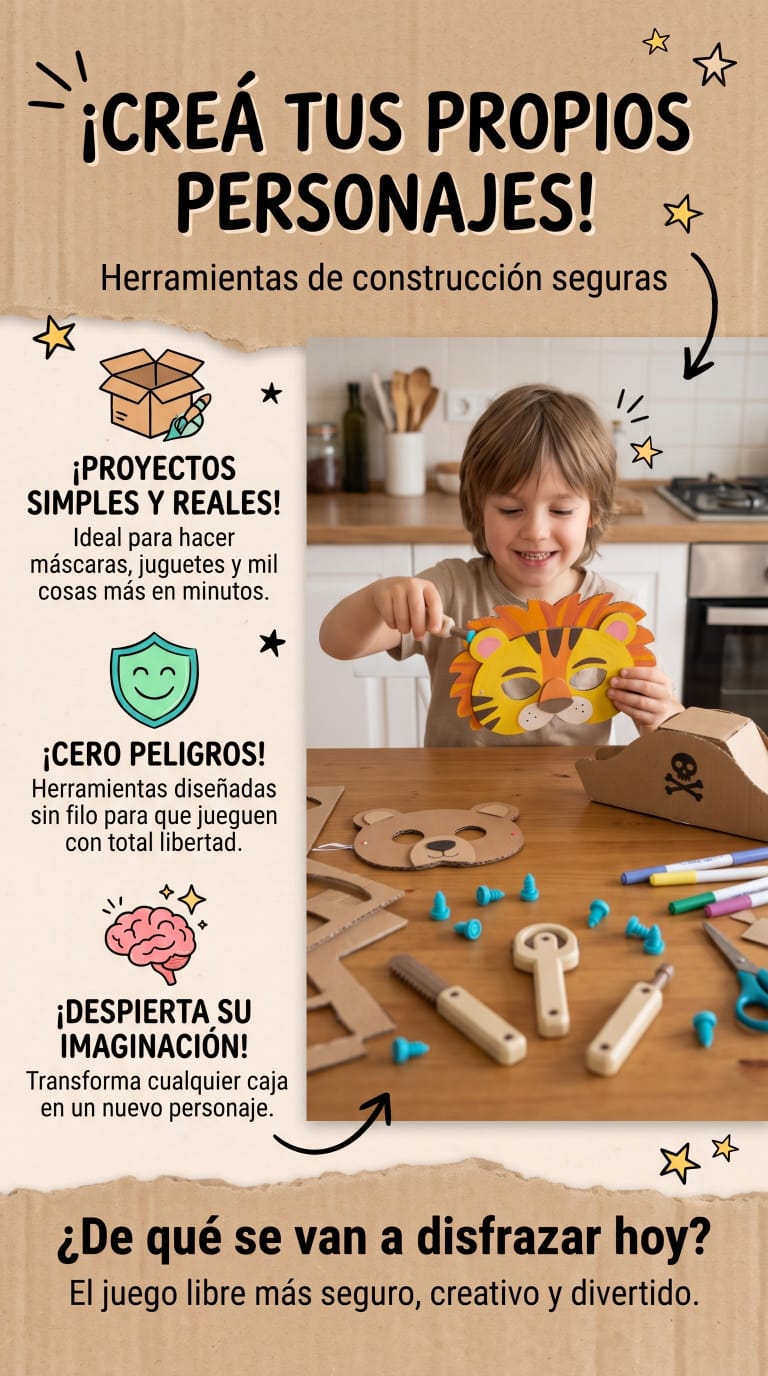 ¡CREÁ TUS PROPIOS
PERSONAJES!
Herramientas de construcción seguras
¡PROYECTOS
SIMPLES Y REALES!
Ideal para hacer
máscaras, juguetes y mil
cosas más en minutos.
¡CERO PELIGROS!
Herramientas diseñadas
sin filo para que jueguen
con total libertad.
¡DESPIERTA SU
IMAGINACIÓN!
Transforma cualquier caja
en un nuevo personaje.
¿De qué se van a disfrazar hoy?
El juego libre más seguro, creativo y divertido.